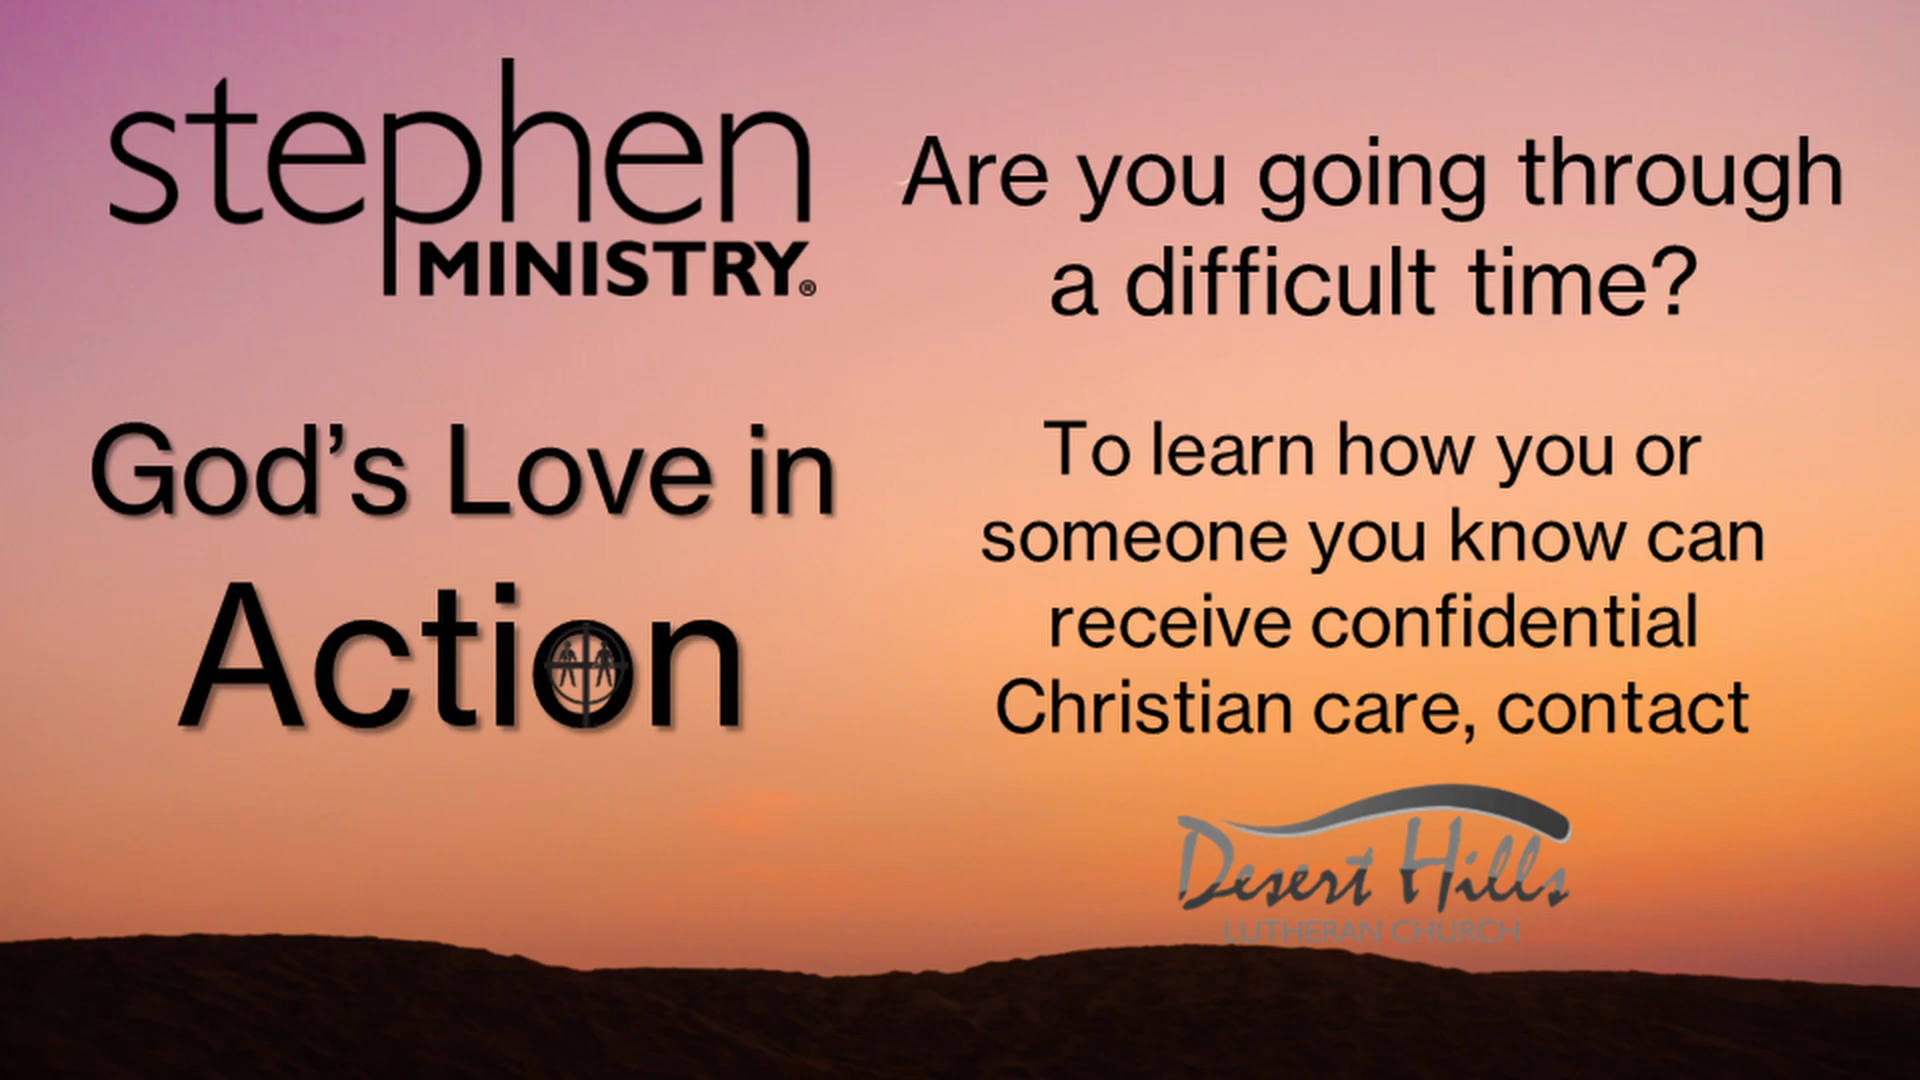 stephen
MINISTRY®
God’s Love in
Action
Are you going through
a difficult time?
To learn how you or
someone you know can
receive confidential
Christian care, contact
Desert Hills
LUTHERAN CHURCH